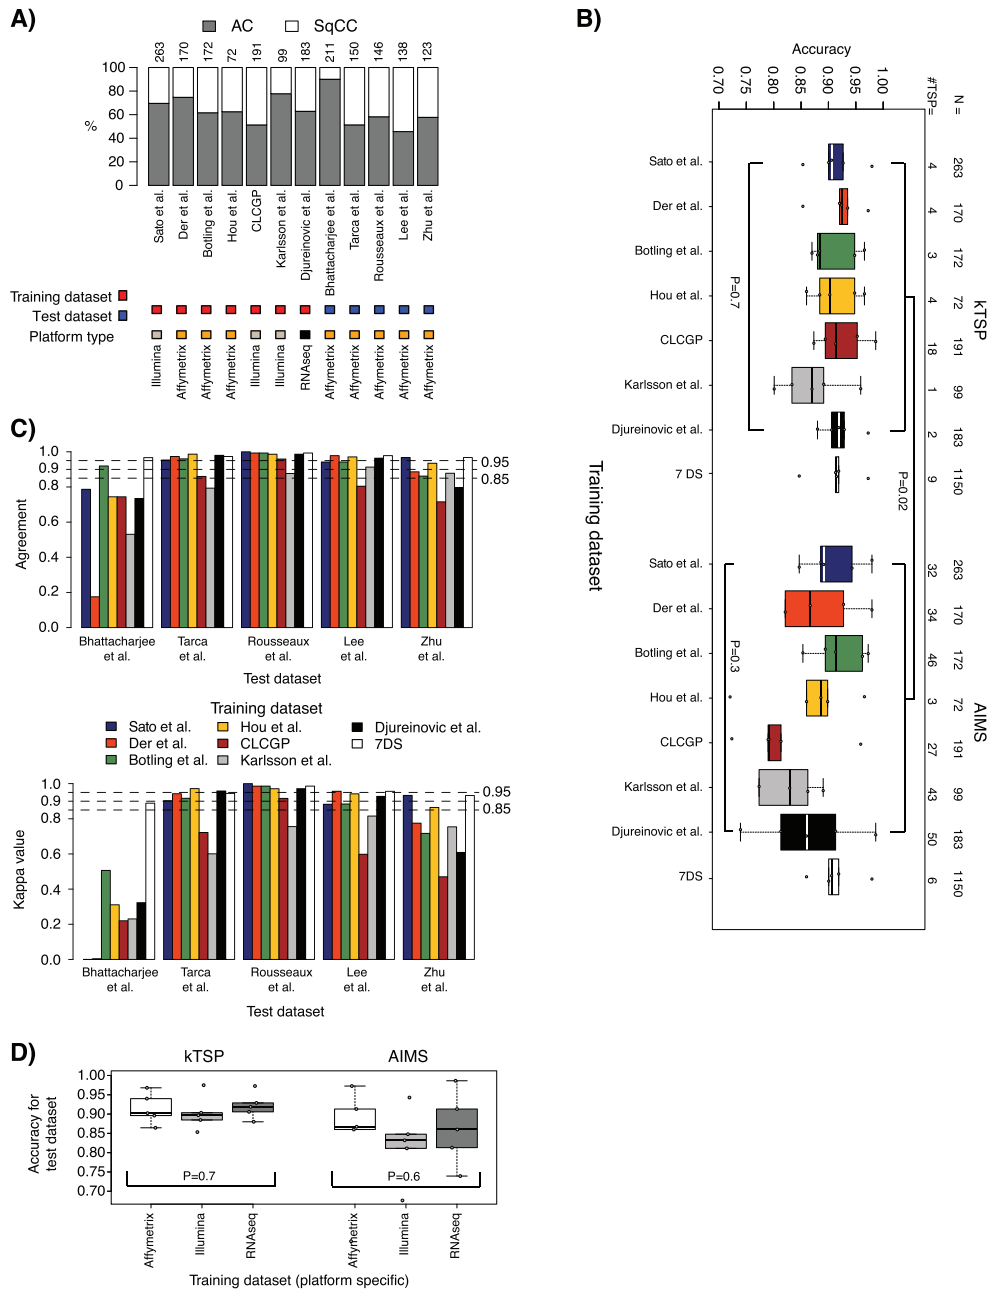 A)
AC SqCC
263 170 172 72 191 99 183 211 150 146 138 123
100
80
60
40
20
0
%
Sato et al. Der et al. Botling et al. Hou et al. CLCGP Karlsson et al. Djureinovic et al. Bhattacharjee et al. Tarca et al. Rousseaux et al. Lee et al. Zhu et al.
Training dataset
Test dataset
Platform type
Illumina Affymetrix Affymetrix Affymetrix Illumina Illumina RNAseq Affymetrix Affymetrix Affymetrix Affymetrix Affymetrix
B)
Accuracy
0.70 0.75 0.80 0.85 0.90 0.95 1.00
#TSP= N =
Sato et al. 4 263
Der et al. 4 170
Botling et al. 3 172
Hou et al. 4 72
CLCGP 18 191
Karlsson et al. 1 99
Djureinovic et al. 2 183
7 DS 9 1150
P=0.7
P=0.02
kTSP
Training dataset
Sato et al. 32 263
Der et al. 34 170
Botling et al. 46 172
Hou et al. 3 72
CLCGP 27 191
Karlsson et al. 43 99
Djureinovic et al. 50 183
7DS 6 1150
P=0.3
AIMS
C)
Agreement
1.0
0.9
0.8
0.6
0.4
0.2
0.0
0.95
0.85
Bhattacharjee et al. Tarca et al. Rousseaux et al. Lee et al. Zhu et al.
Test dataset
Training dataset
Sato et al. Hou et al. Djureinovic et al.
Der et al. CLCGP 7DS
Botling et al. Karlsson et al.
Kappa value
1.0
0.9
0.8
0.6
0.4
0.2
0.0
0.95
0.85
Bhattacharjee et al. Tarca et al. Rousseaux et al. Lee et al. Zhu et al.
Test dataset
D)
kTSP AIMS
Accuracy for
test dataset
1.00
0.95
0.90
0.85
0.80
0.75
0.70
P=0.7 P=0.6
Affymetrix Illumina RNAseq Affymetrix Illumina RNAseq
Training dataset (platform specific)